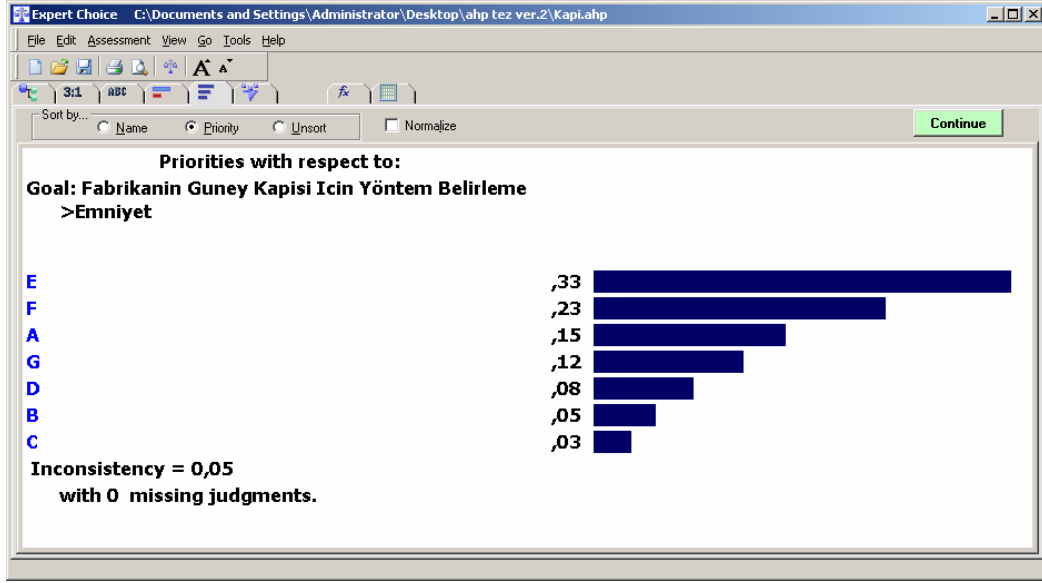 Expert Choice C:\Documents and Settings\Administrator\Desktop\ahp tez ver.2\Kapi.ahp
File Edit Assessment View Go Tools Help
A A
3:1 ABC fx
Sort by... Name Priority Unsort Normalize Continue
Priorities with respect to:
Goal: Fabrikanin Guney Kapisi Icin Yöntem Belirleme
>Emniyet
E ,33
F ,23
A ,15
G ,12
D ,08
B ,05
C ,03
Inconsistency = 0,05
with 0 missing judgments.